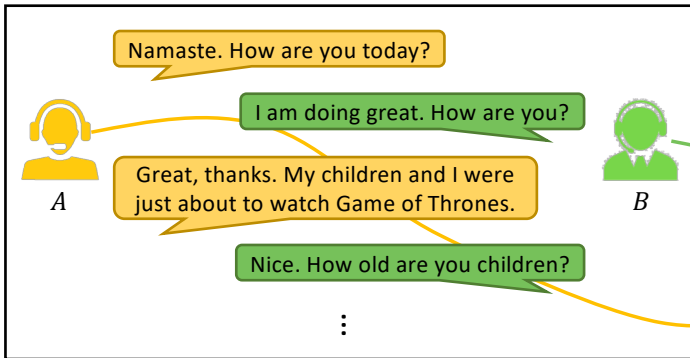 Namaste. How are you today?
I am doing great. How are you?
Great, thanks. My children and I were
just about to watch Game of Thrones.
A
B
Nice. How old are you children?
⋮